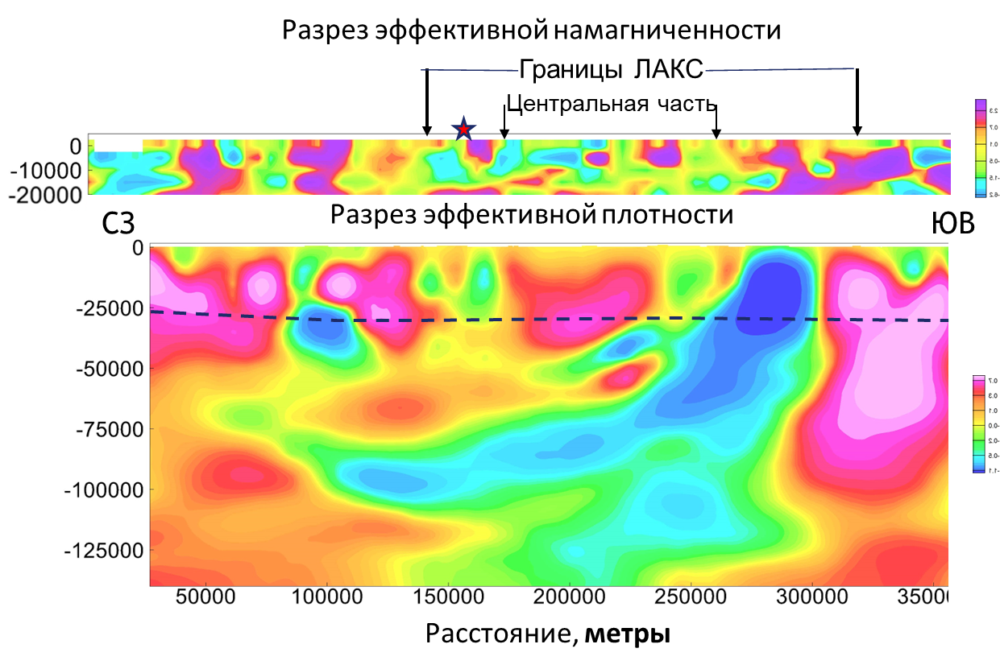 Разрез эффективной намагниченности
Границы ЛАКС
Центральная часть
0
-10000
-20000
Разрез эффективной плотности
СЗ
ЮВ
0
-25000
-50000
-75000
-100000
-125000
50000 100000 150000 200000 250000 300000 35000
Расстояние, метры